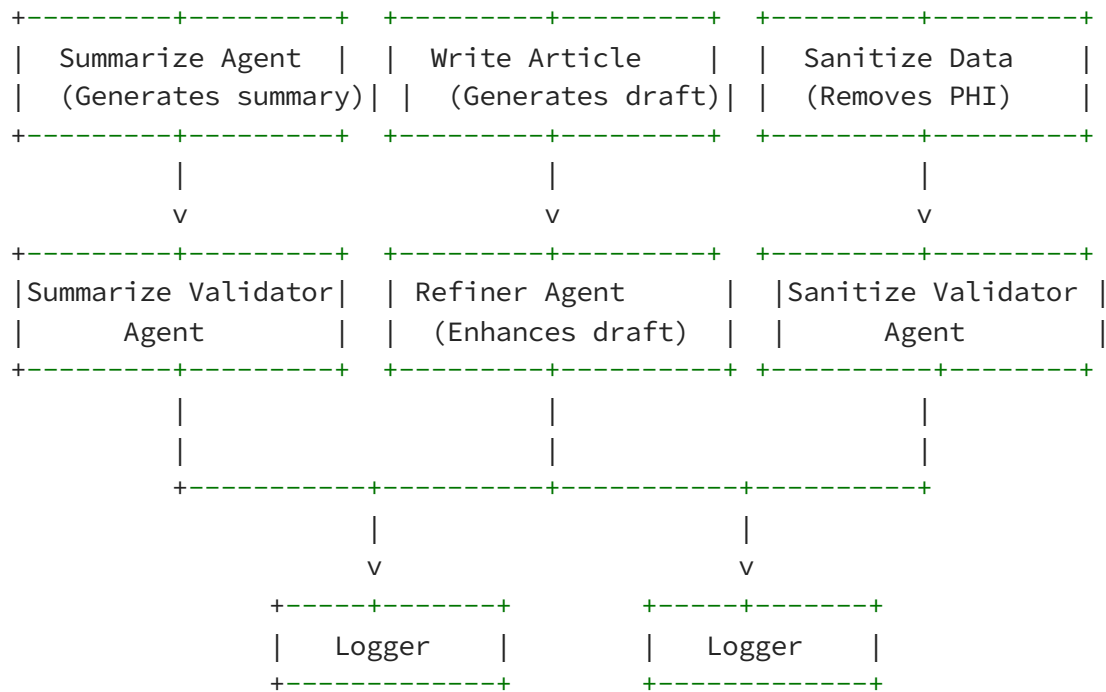 Summarize Agent Write Article Sanitize Data
(Generates summary) (Generates draft) (Removes PHI)
v v v
Summarize Validator Refiner Agent Sanitize Validator
Agent (Enhances draft) Agent
v v
Logger Logger